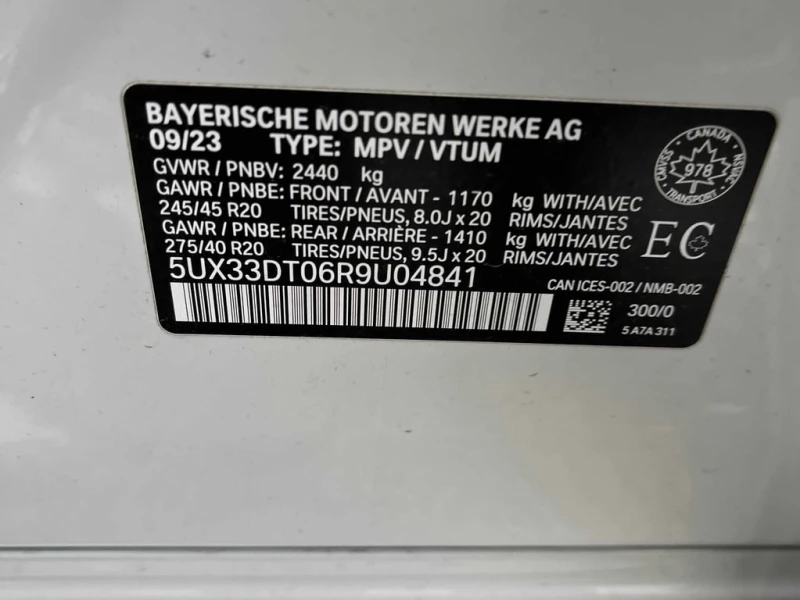 BAYERISCHE MOTOREN WERKE AG
09/23 TYPE: MPV / VTUM
GVWR / PNBV: 2440 kg
GAWR / PNBE: FRONT / AVANT - 1170 kg WITH/AVEC
245/45 R20 TIRES/PNEUS, 8.0J x 20 RIMS/JANTES
GAWR / PNBE: REAR / ARRIÈRE - 1410 kg WITH/AVEC
275/40 R20 TIRES/PNEUS, 9.5J x 20 RIMS/JANTES
5UX33DT06R9U04841
CANADA
CMVSS
NSVAC
978
TRANSPORT
EC
CAN ICES-002 / NMB-002
300/0
5 A7A 311